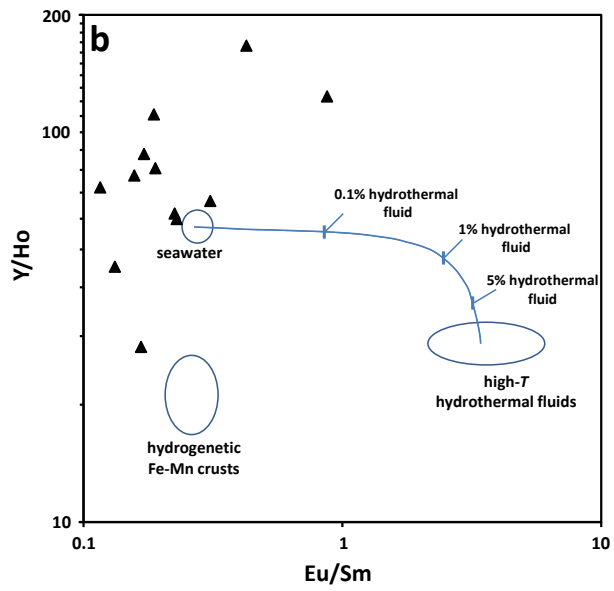 200
b
100
0.1% hydrothermal
fluid
1% hydrothermal
fluid
Y/Ho
seawater
5% hydrothermal
fluid
high-T
hydrothermal fluids
hydrogenetic
Fe-Mn crusts
10
0.1
1
10
Eu/Sm